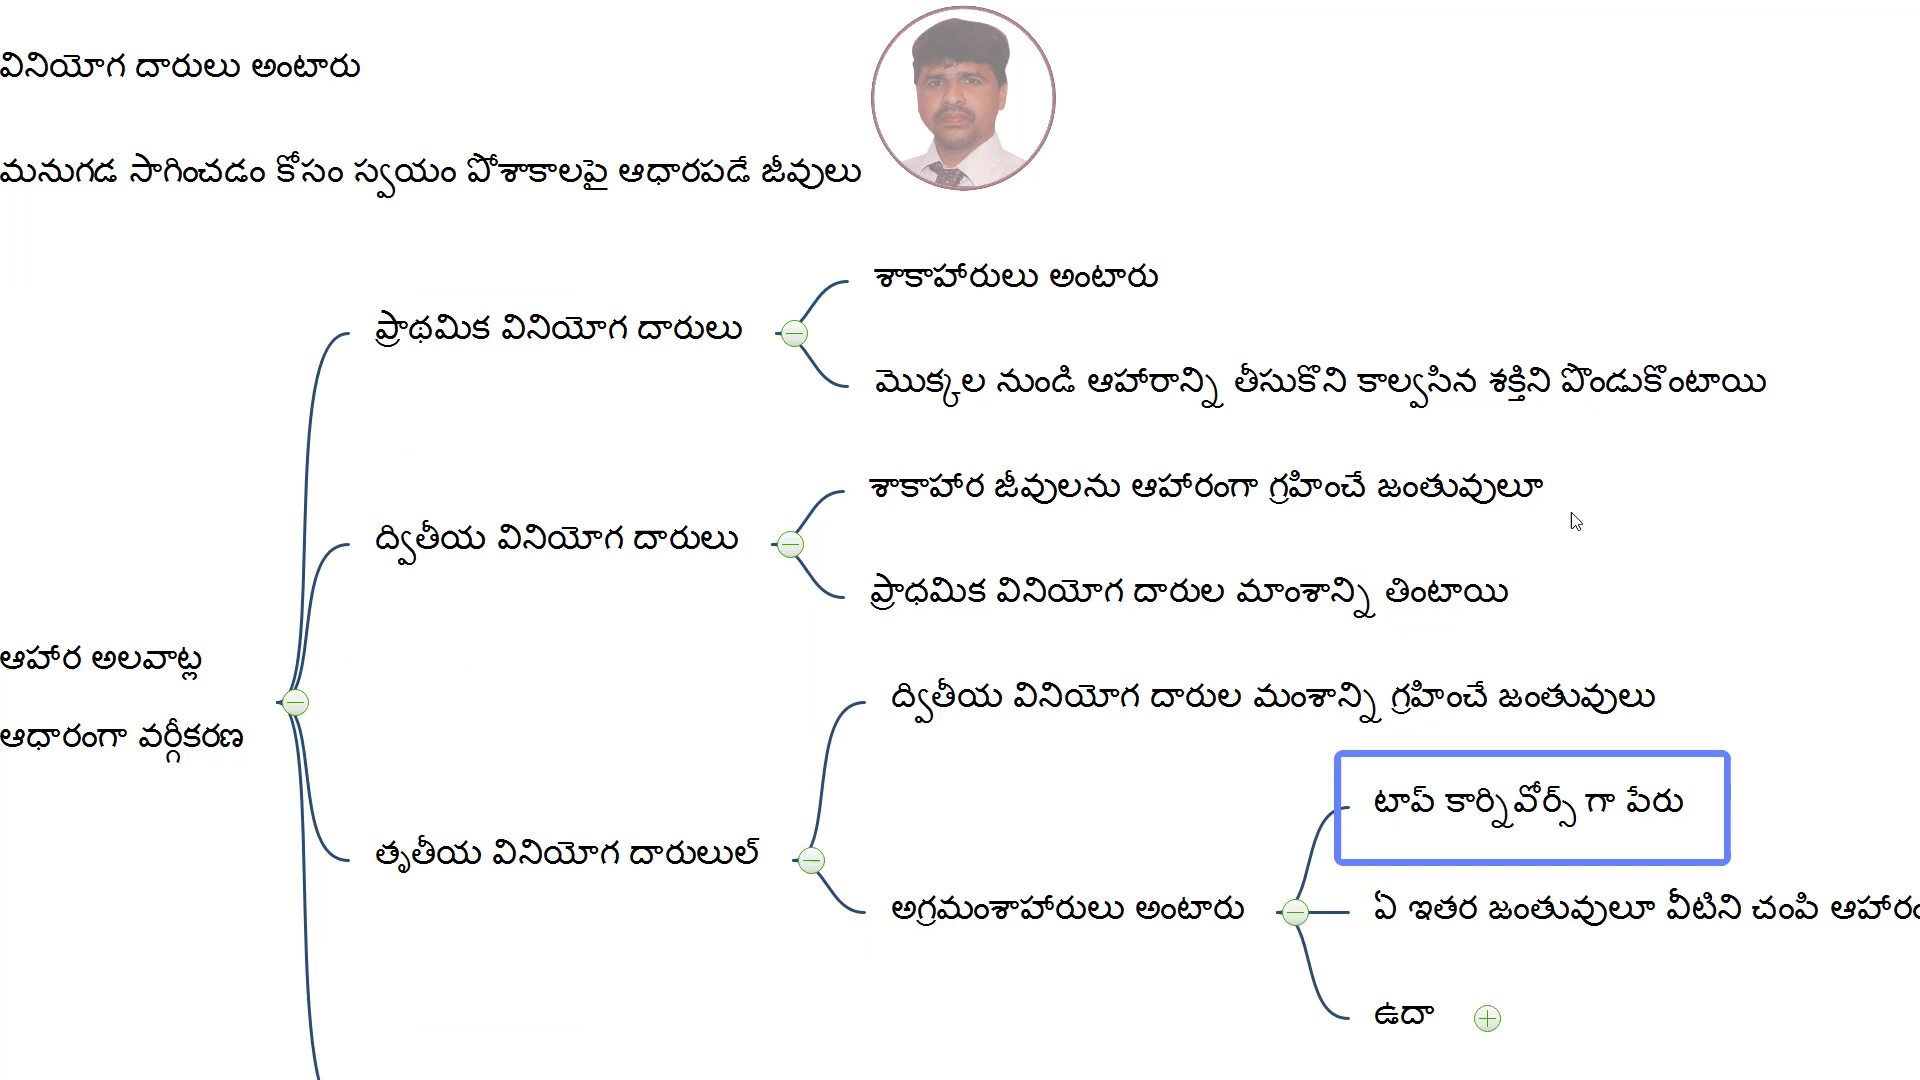 వినియోగ దారులు అంటారు
మనుగడ సాగించడం కోసం స్వయం పోశాకాలపై ఆధారపడే జీవులు
ఆహార అలవాట్ల
ఆధారంగా వర్గీకరణ
ప్రాథమిక వినియోగ దారులు
శాకాహారులు అంటారు
మొక్కల నుండి ఆహారాన్ని తీసుకొని కాల్వసిన శక్తిని పొండుకొంటాయి
ద్వితీయ వినియోగ దారులు
శాకాహార జీవులను ఆహారంగా గ్రహించే జంతువులూ
ప్రాధమిక వినియోగ దారుల మాంశాన్ని తింటాయి
తృతీయ వినియోగ దారులుల్
ద్వితీయ వినియోగ దారుల మంశాన్ని గ్రహించే జంతువులు
అగ్రమంశాహారులు అంటారు
టాప్ కార్నివోర్స్ గా పేరు
ఏ ఇతర జంతువులూ వీటిని చంపి
ఉదా